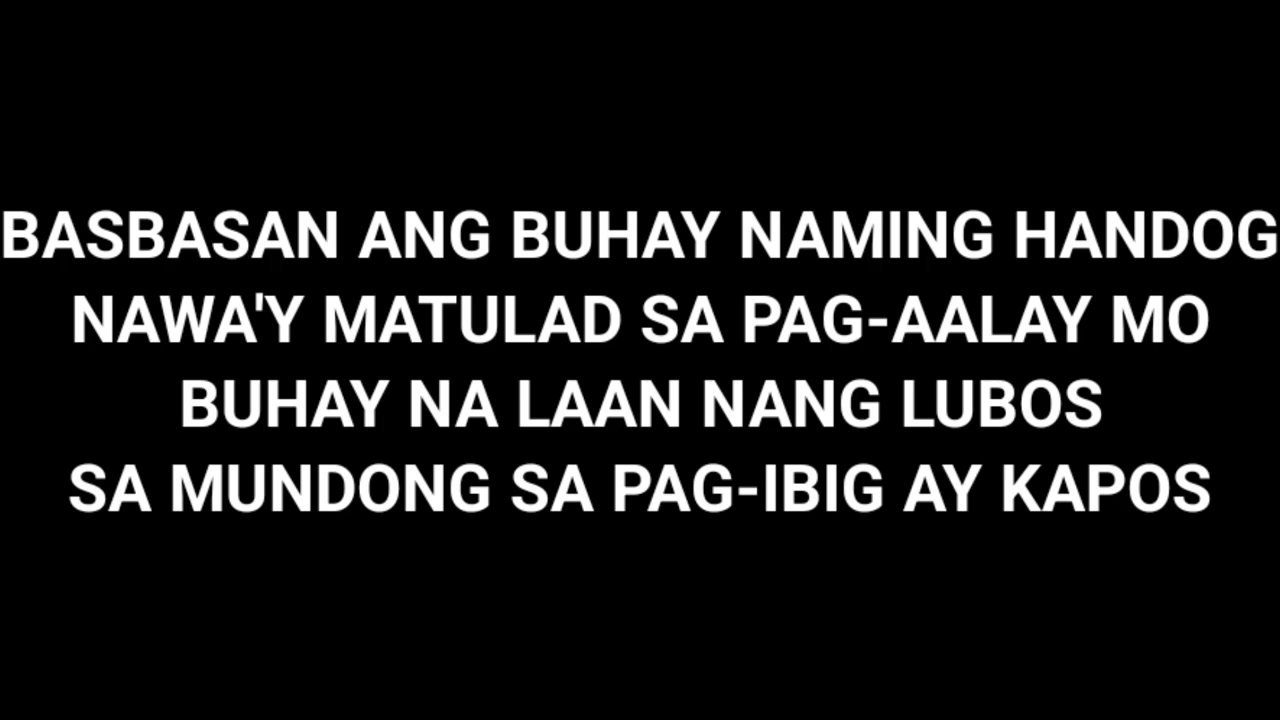 BASBASAN ANG BUHAY NAMING HANDOG
NAWA'Y MATULAD SA PAG-AALAY MO
BUHAY NA LAAN NANG LUBOS
SA MUNDONG SA PAG-IBIG AY KAPOS